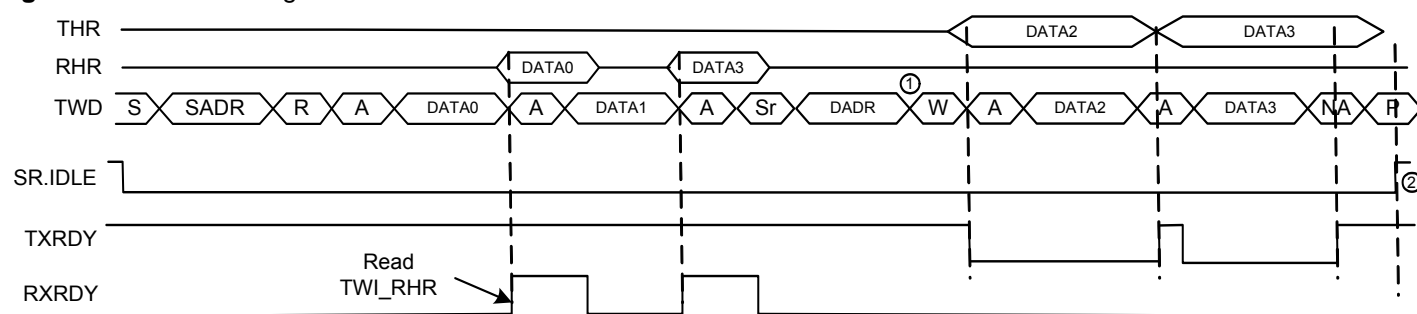 THR DATA2 DATA3
RHR DATA0 DATA3
①
TWD S SADR R A DATA0 A DATA1 A Sr DADR W A DATA2 A DATA3 NA P
SR.IDLE
②
TXRDY
Read
TWI_RHR
RXRDY